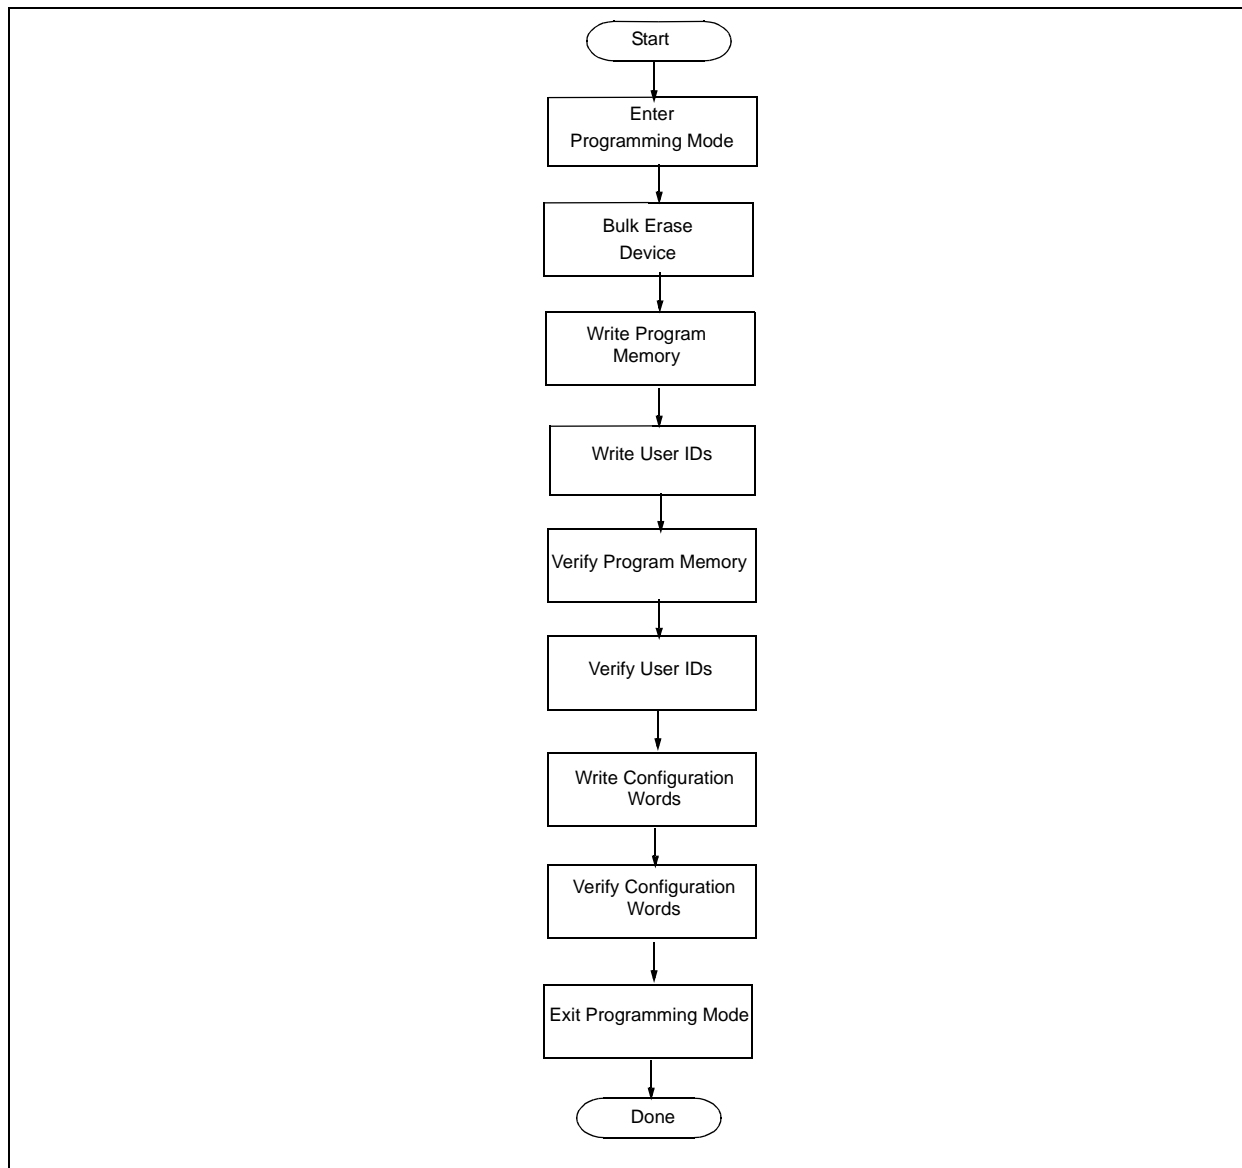 Start
Enter
Programming Mode
Bulk Erase
Device
Write Program
Memory
Write User IDs
Verify Program Memory
Verify User IDs
Write Configuration
Words
Verify Configuration
Words
Exit Programming Mode
Done